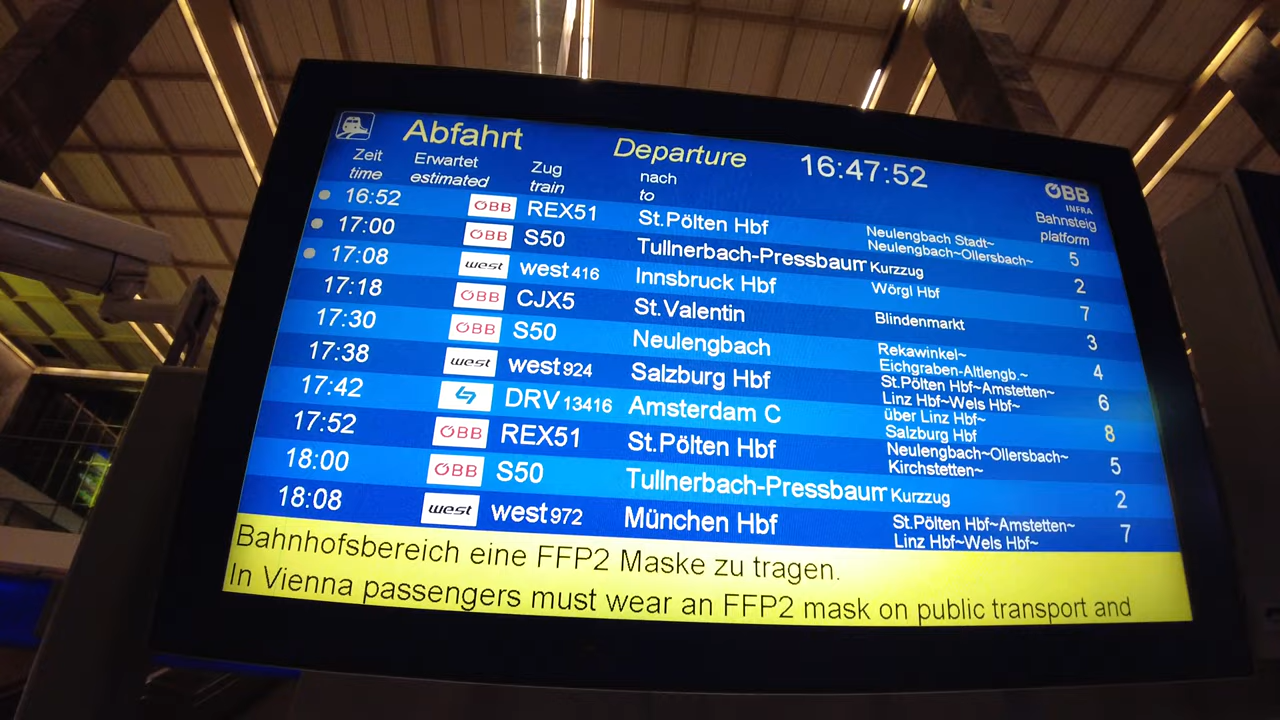 Abfahrt Departure 16:47:52
ÖBB
INFRA
Zeit Erwartet Zug nach Bahnsteig
time estimated train to platform
16:52 ÖBB REX51 St.Pölten Hbf Neulengbach Stadt~ Neulengbach~Ollersbach~ 5
17:00 ÖBB S50 Tullnerbach-Pressbaum Kurzzug 2
17:08 west west 416 Innsbruck Hbf Wörgl Hbf 7
17:18 ÖBB CJX5 St.Valentin Blindenmarkt 3
17:30 ÖBB S50 Neulengbach Rekawinkel~ Eichgraben-Altlengb.~ 4
17:38 west west 924 Salzburg Hbf St.Pölten Hbf~Amstetten~ Linz Hbf~Wels Hbf~ 6
17:42 DRV 13416 Amsterdam C über Linz Hbf~ Salzburg Hbf 8
17:52 ÖBB REX51 St.Pölten Hbf Neulengbach~Ollersbach~ Kirchstetten~ 5
18:00 ÖBB S50 Tullnerbach-Pressbaum Kurzzug 2
18:08 west west 972 München Hbf St.Pölten Hbf~Amstetten~ Linz Hbf~Wels Hbf~ 7
Bahnhofsbereich eine FFP2 Maske zu tragen.
In Vienna passengers must wear an FFP2 mask on public transport and